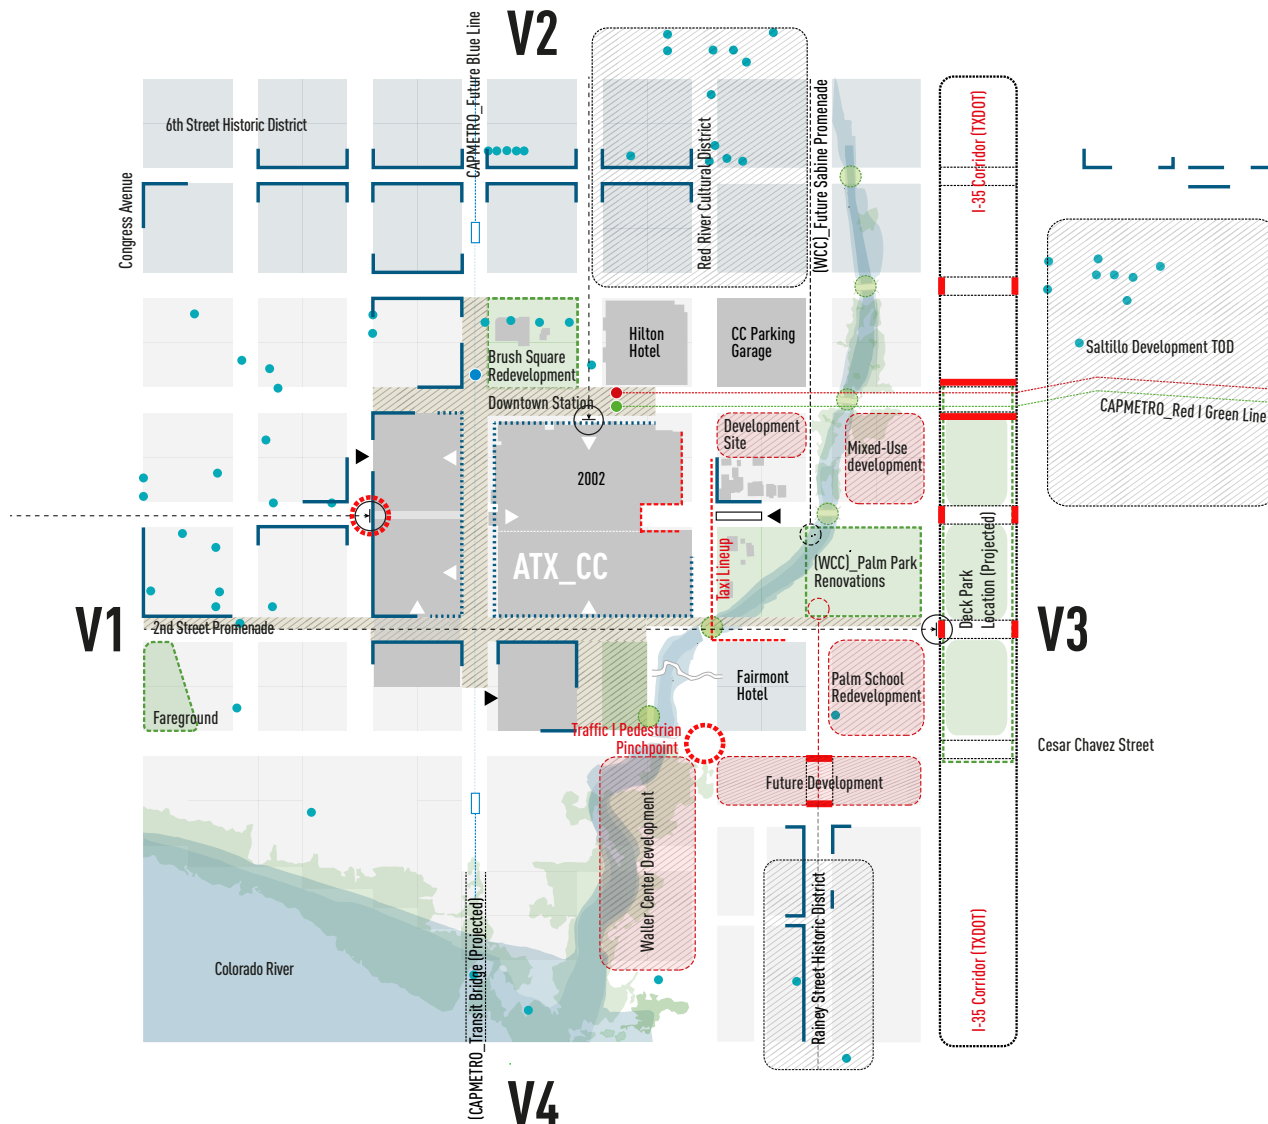 V2
CAPMETRO_Future Blue Line
6th Street Historic District
Congress Avenue
Red River Cultural District
(WCC)_Future Sabine Promenade
I-35 Corridor (TXDOT)
Hilton
Hotel
CC Parking
Garage
Brush Square
Redevelopment
Downtown Station
Saltillo Development TOD
CAPMETRO_Red I Green Line
Development
Site
Mixed-Use
development
2002
ATX_CC
Taxi Lineup
(WCC)_Palm Park
Renovations
Deck Park
Location (Projected)
V1
2nd Street Promenade
V3
Fareground
Fairmont
Hotel
Palm School
Redevelopment
Traffic I Pedestrian
Pinchpoint
Cesar Chavez Street
Future Development
Waller Center Development
Rainey Street Historic District
Colorado River
(CAPMETRO_Transit Bridge (Projected)
I-35 Corridor (TXDOT)
V4